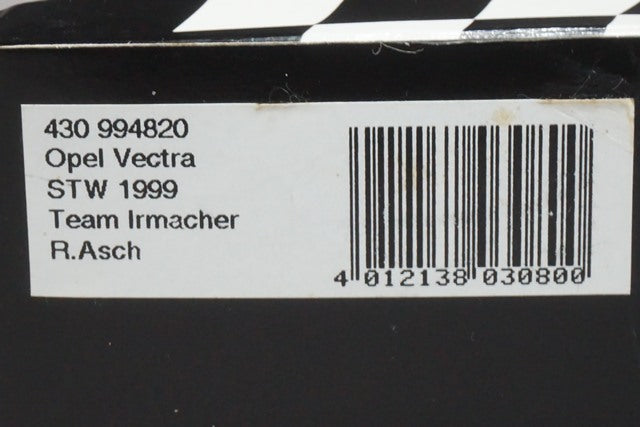 430 994820
Opel Vectra
STW 1999
Team Irmacher
R.Asch
4 012138 030800